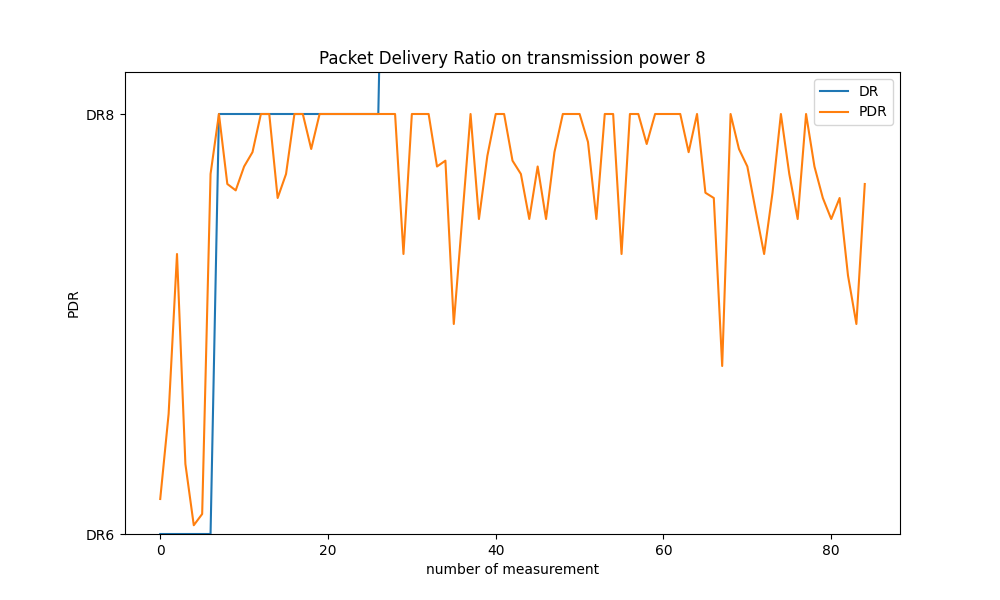 Packet Delivery Ratio on transmission power 8
DR
PDR
DR8
DR6
PDR
0
20
40
60
80
number of measurement